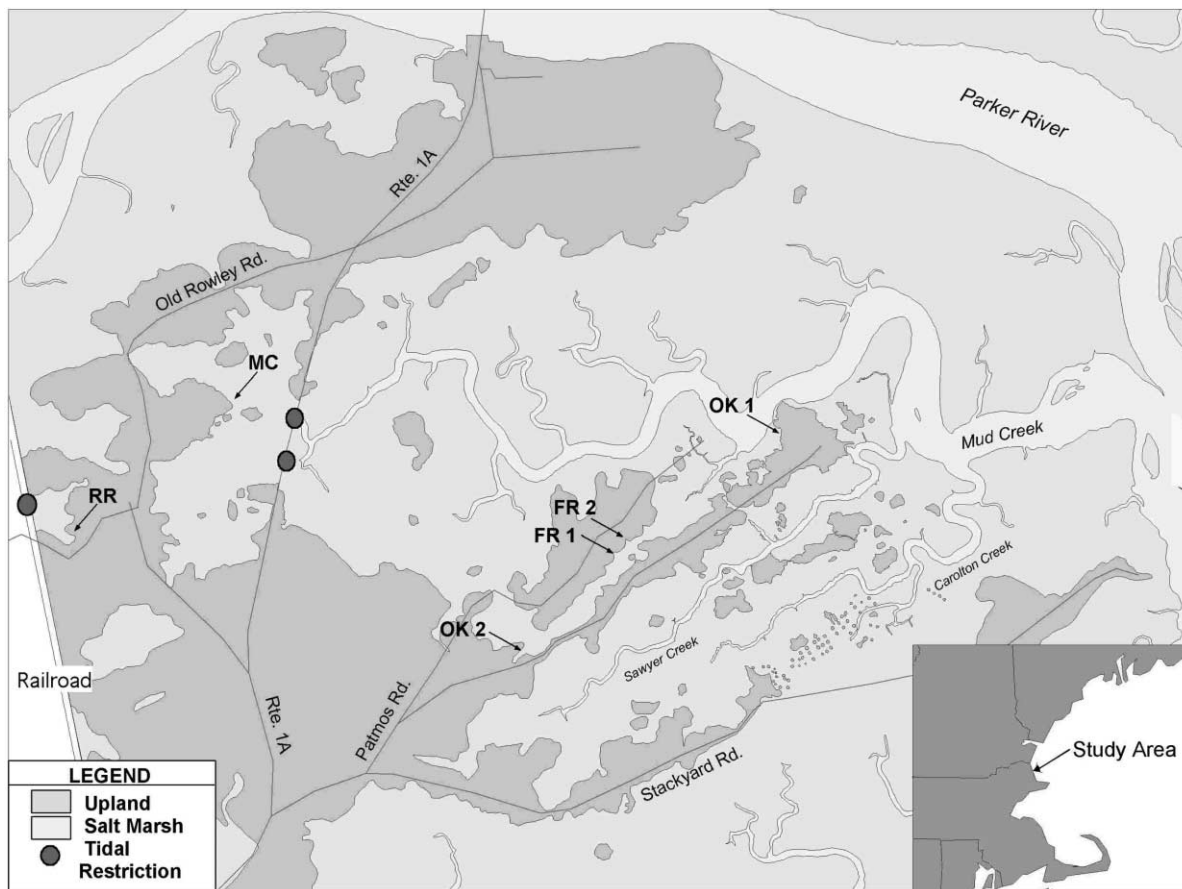 Parker River
Rte. 1A
Old Rowley Rd.
MC
OK 1
Mud Creek
RR
FR 2
FR 1
Carolton Creek
OK 2
Sawyer Creek
Railroad
Rte. 1A
Patmos Rd.
Stackyard Rd.
Study Area
LEGEND
Upland
Salt Marsh
Tidal
Restriction